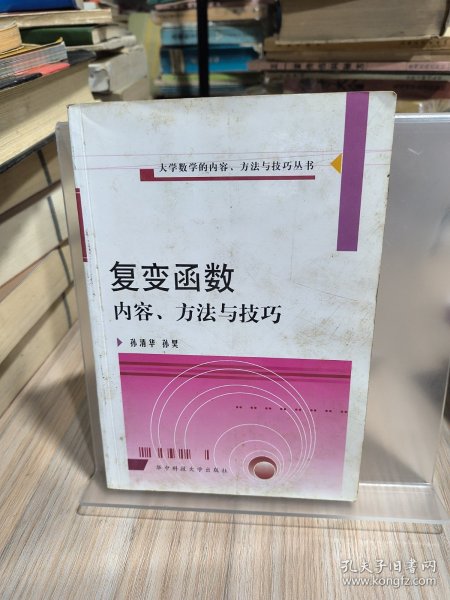 大学数学的内容、方法与技巧丛书
复变函数
内容、方法与技巧
孙清华 孙昊
华中科技大学出版社
孔夫子旧书网
www.kongfz.com